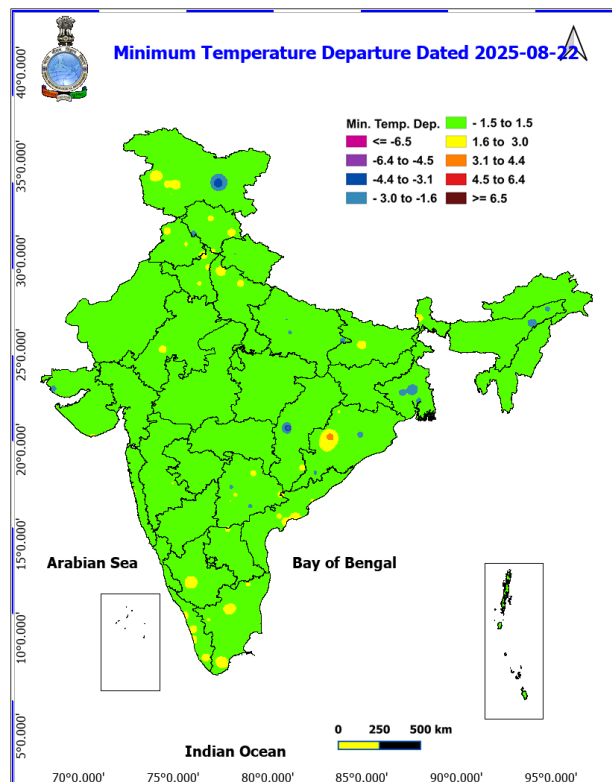 Minimum Temperature Departure Dated 2025-08-22
Min. Temp. Dep.
<= -6.5
-6.4 to -4.5
-4.4 to -3.1
- 3.0 to -1.6
- 1.5 to 1.5
1.6 to 3.0
3.1 to 4.4
4.5 to 6.4
>= 6.5
40°0.000'
35°0.000'
30°0.000'
25°0.000'
20°0.000'
15°0.000'
10°0.000'
5°0.000'
Arabian Sea
Bay of Bengal
Indian Ocean
0 250 500 km
70°0.000' 75°0.000' 80°0.000' 85°0.000' 90°0.000' 95°0.000'